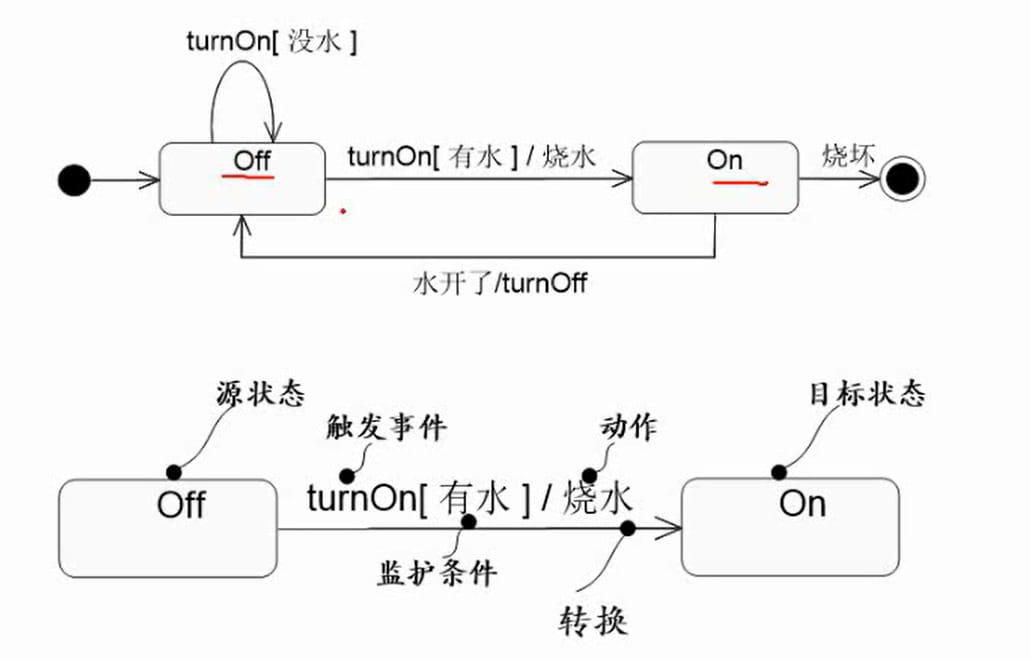 turnOn[ 没水 ]
Off
turnOn[ 有水 ] / 烧水
On
烧坏
水开了/turnOff
源状态
目标状态
触发事件
动作
Off
turnOn[ 有水 ] / 烧水
On
监护条件
转换